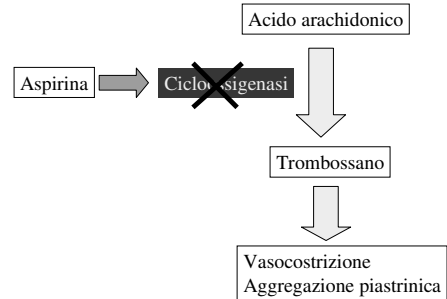 Acido arachidonico
Aspirina
Cicloossigenasi
Trombossano
Vasocostrizione
Aggregazione piastrinica